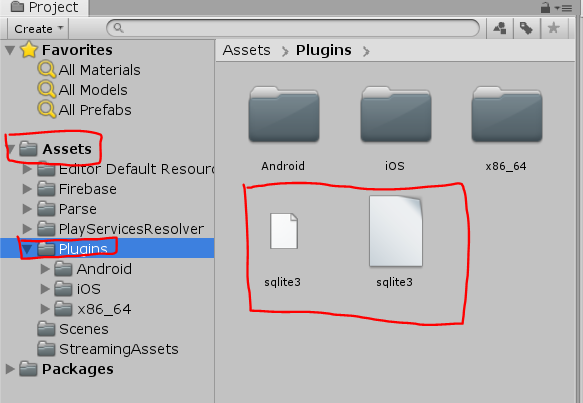 Project
Create
Favorites
All Materials
All Models
All Prefabs
Assets
Editor Default Resour
Firebase
Parse
PlayServicesResolver
Plugins
Android
iOS
x86_64
Scenes
StreamingAssets
Packages
Assets Plugins
Android iOS x86_64
sqlite3 sqlite3